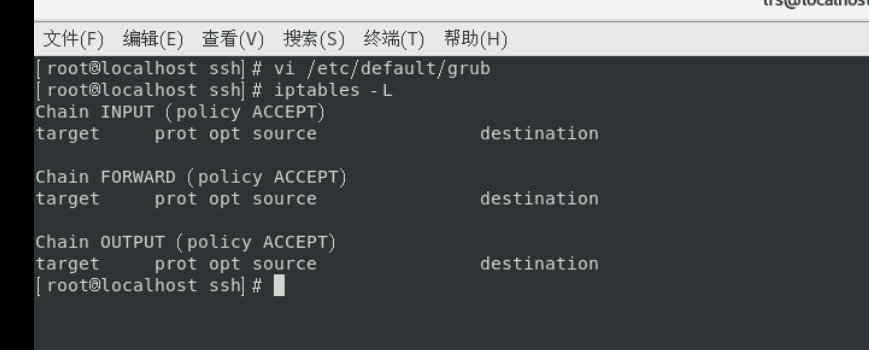 文件(F) 编辑(E) 查看(V) 搜索(S) 终端(T) 帮助(H)
[root@localhost ssh]# vi /etc/default/grub
[root@localhost ssh]# iptables -L
Chain INPUT (policy ACCEPT)
target prot opt source destination
Chain FORWARD (policy ACCEPT)
target prot opt source destination
Chain OUTPUT (policy ACCEPT)
target prot opt source destination
[root@localhost ssh]#